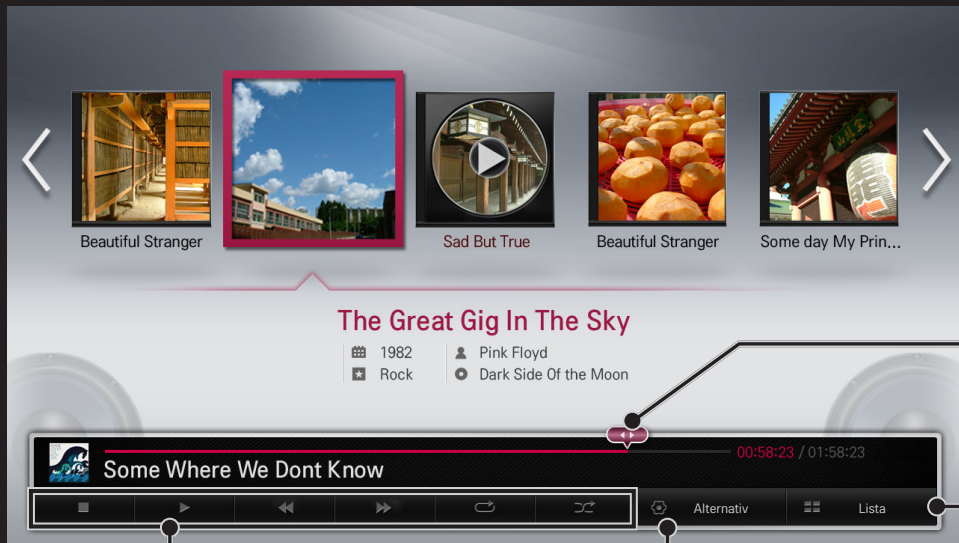 Beautiful Stranger
Sad But True
Beautiful Stranger
Some day My Prin...
The Great Gig In The Sky
1982
Pink Floyd
Rock
Dark Side Of the Moon
00:58:23 / 01:58:23
Some Where We Dont Know
Alternativ
Lista